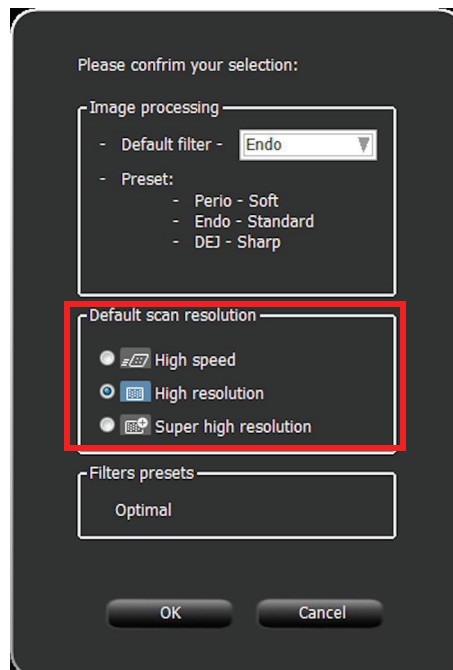 Please confrim your selection:
Image processing
- Default filter - Endo
- Preset:
- Perio - Soft
- Endo - Standard
- DEJ - Sharp
Default scan resolution
High speed
High resolution
Super high resolution
Filters presets
Optimal
OK Cancel